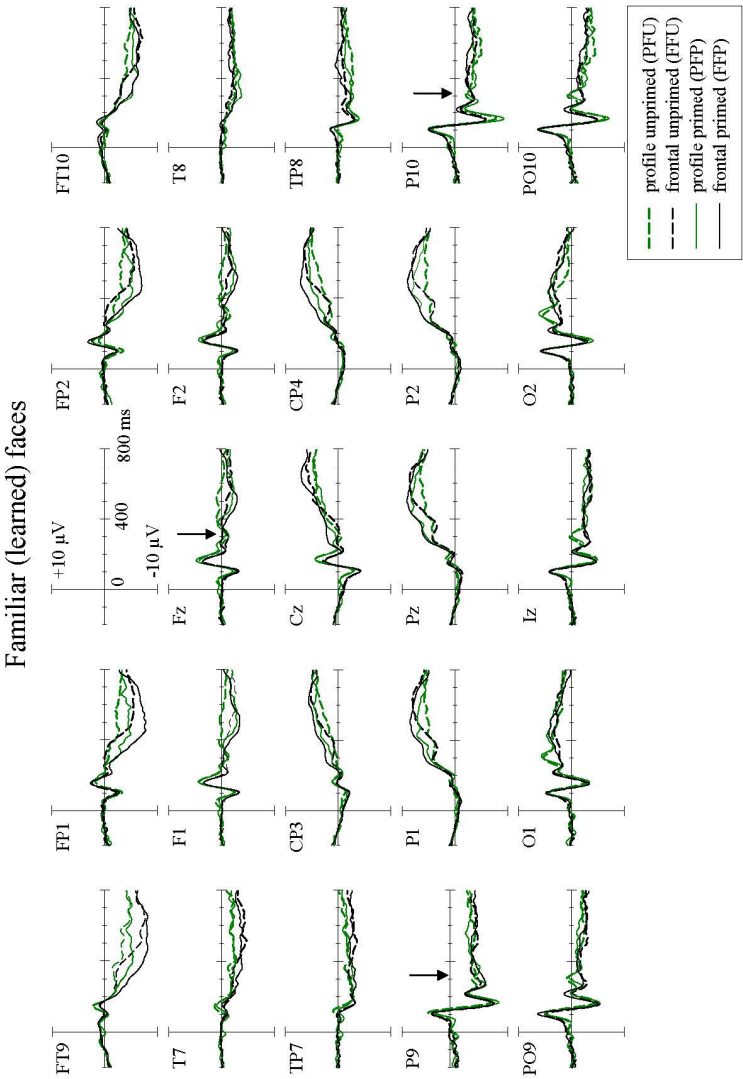 Familiar (learned) faces
FT9
FP1
+10 µV
0
400
800 ms
-10 µV
FP2
FT10
T7
F1
Fz
F2
T8
TP7
CP3
Cz
CP4
TP8
P9
P1
Pz
P2
P10
PO9
O1
Iz
O2
PO10
profile unprimed (PFU)
frontal unprimed (FFU)
profile primed (PFP)
frontal primed (FFP)